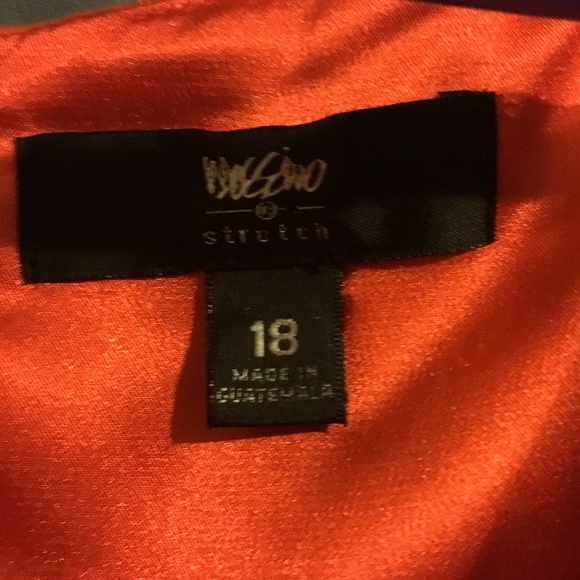 mossimo
®
stretch
18
MADE IN
GUATEMALA